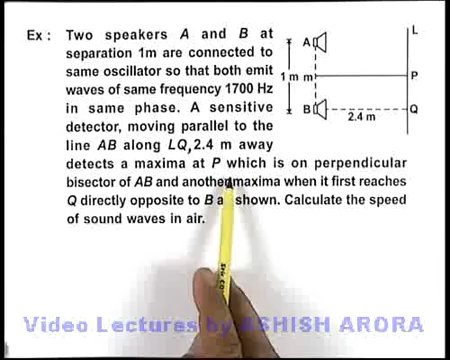 Ex : Two speakers A and B at
separation 1m are connected to
same oscillator so that both emit
waves of same frequency 1700 Hz
in same phase. A sensitive
detector, moving parallel to the
line AB along LQ, 2.4 m away
detects a maxima at P which is on perpendicular
bisector of AB and another maxima when it first reaches
Q directly opposite to B as shown. Calculate the speed
of sound waves in air.
L
A
1 m m
P
B
Q
2.4 m
Video Lectures by ASHISH ARORA